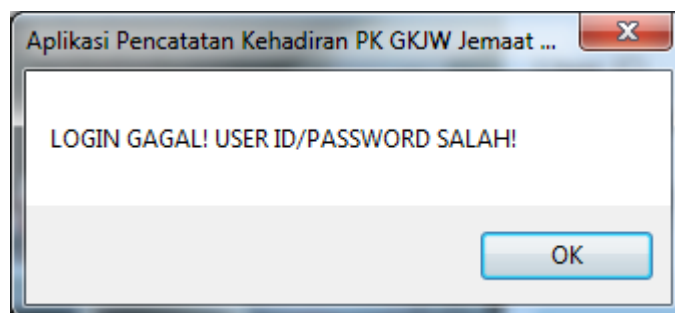 Aplikasi Pencatatan Kehadiran PK GKJW Jemaat ...
LOGIN GAGAL! USER ID/PASSWORD SALAH!
OK